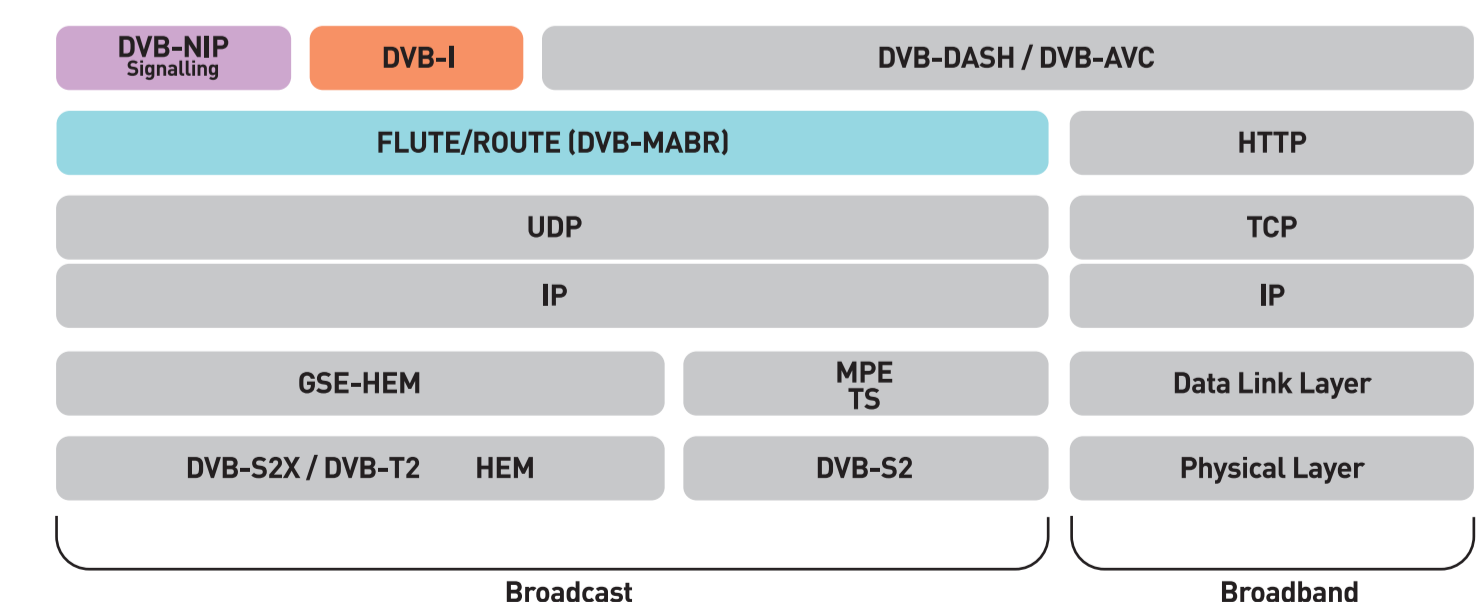 DVB-NIP
Signalling
DVB-I
DVB-DASH / DVB-AVC
FLUTE/ROUTE (DVB-MABR)
HTTP
UDP
TCP
IP
IP
GSE-HEM
MPE
TS
Data Link Layer
DVB-S2X / DVB-T2 HEM
DVB-S2
Physical Layer
Broadcast
Broadband